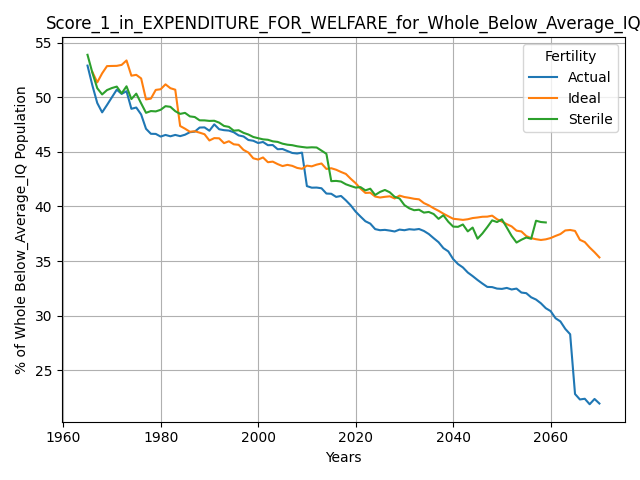 Score_1_in_EXPENDITURE_FOR_WELFARE_for_Whole_Below_Average_IQ
55
50
45
40
35
30
25
% of Whole Below_Average_IQ Population
Fertility
Actual
Ideal
Sterile
1960
1980
2000
2020
2040
2060
Years